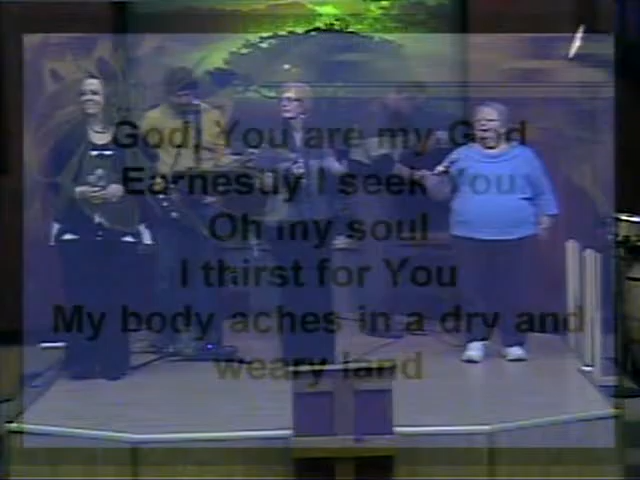 God, You are my God
Earnestly I seek You
Oh my soul
I thirst for You
My body aches in a dry and
weary land